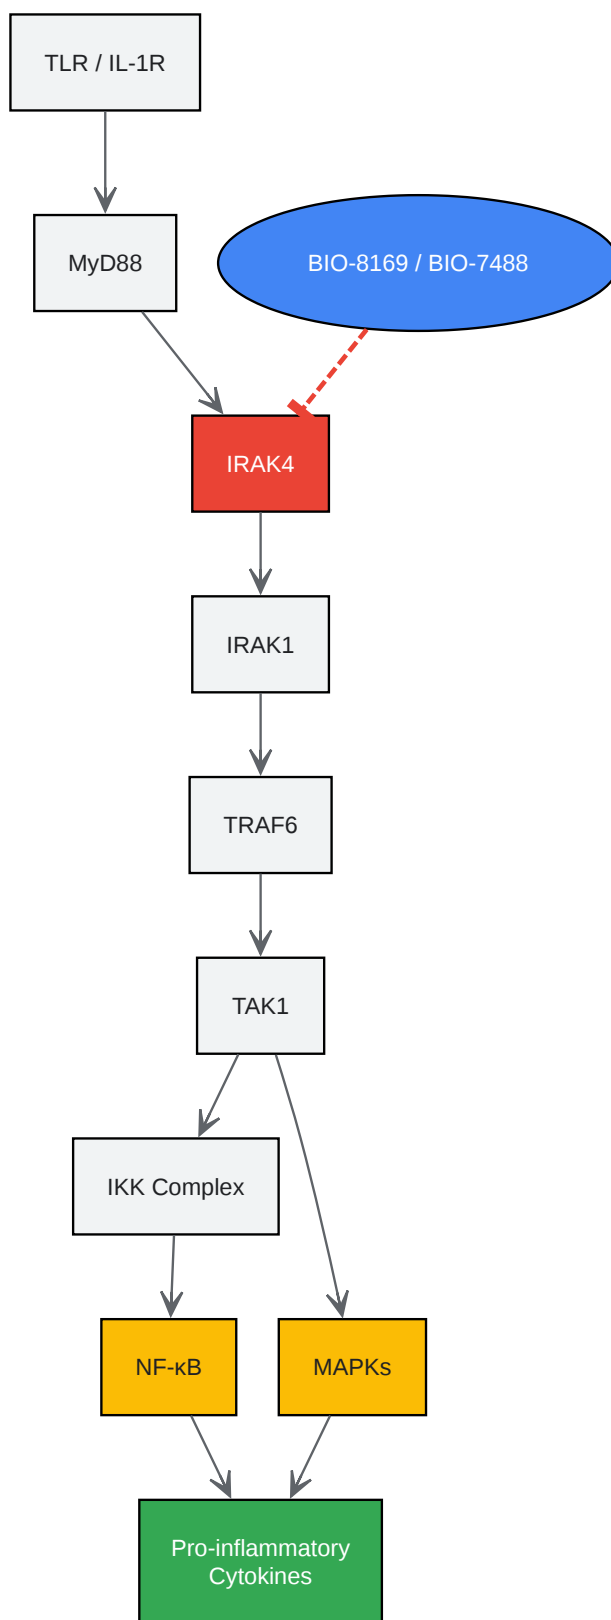 TLR / IL-1R
MyD88
BIO-8169 / BIO-7488
IRAK4
IRAK1
TRAF6
TAK1
IKK Complex
NF-κB
MAPKs
Pro-inflammatory
Cytokines